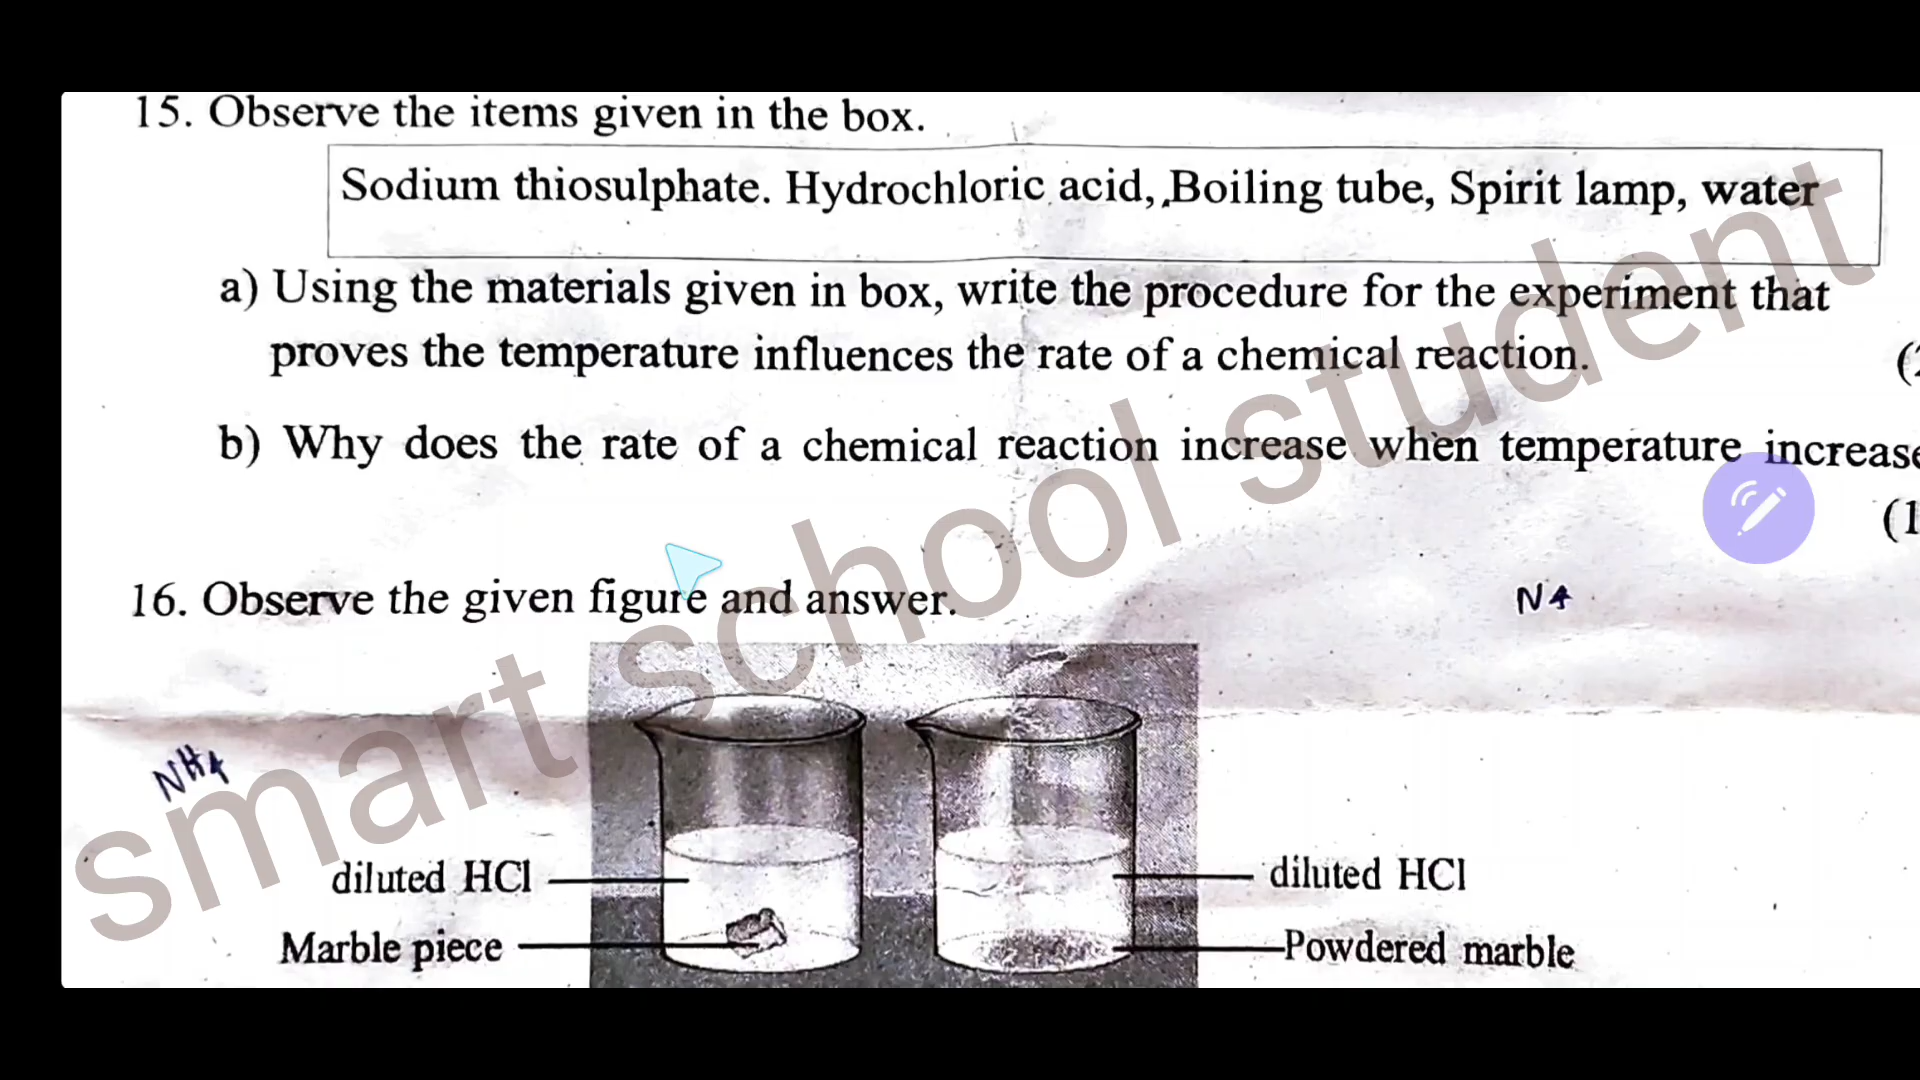 15. Observe the items given in the box.
Sodium thiosulphate. Hydrochloric acid, Boiling tube, Spirit lamp, water
a) Using the materials given in box, write the procedure for the experiment that
proves the temperature influences the rate of a chemical reaction. (2
b) Why does the rate of a chemical reaction increase when temperature increase
(1
16. Observe the given figure and answer.
N4
NH4
diluted HCl
diluted HCl
Marble piece
Powdered marble
smart school student